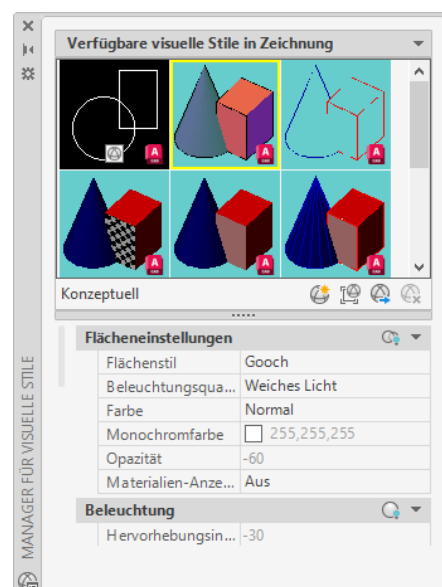 Verfügbare visuelle Stile in Zeichnung
Konzeptuell
Flächeneinstellungen
Flächenstil Gooch
Beleuchtungsqua... Weiches Licht
Farbe Normal
Monochromfarbe 255,255,255
Opazität -60
Materialien-Anze... Aus
Beleuchtung
Hervorhebungsin... -30
MANAGER FÜR VISUELLE STILE